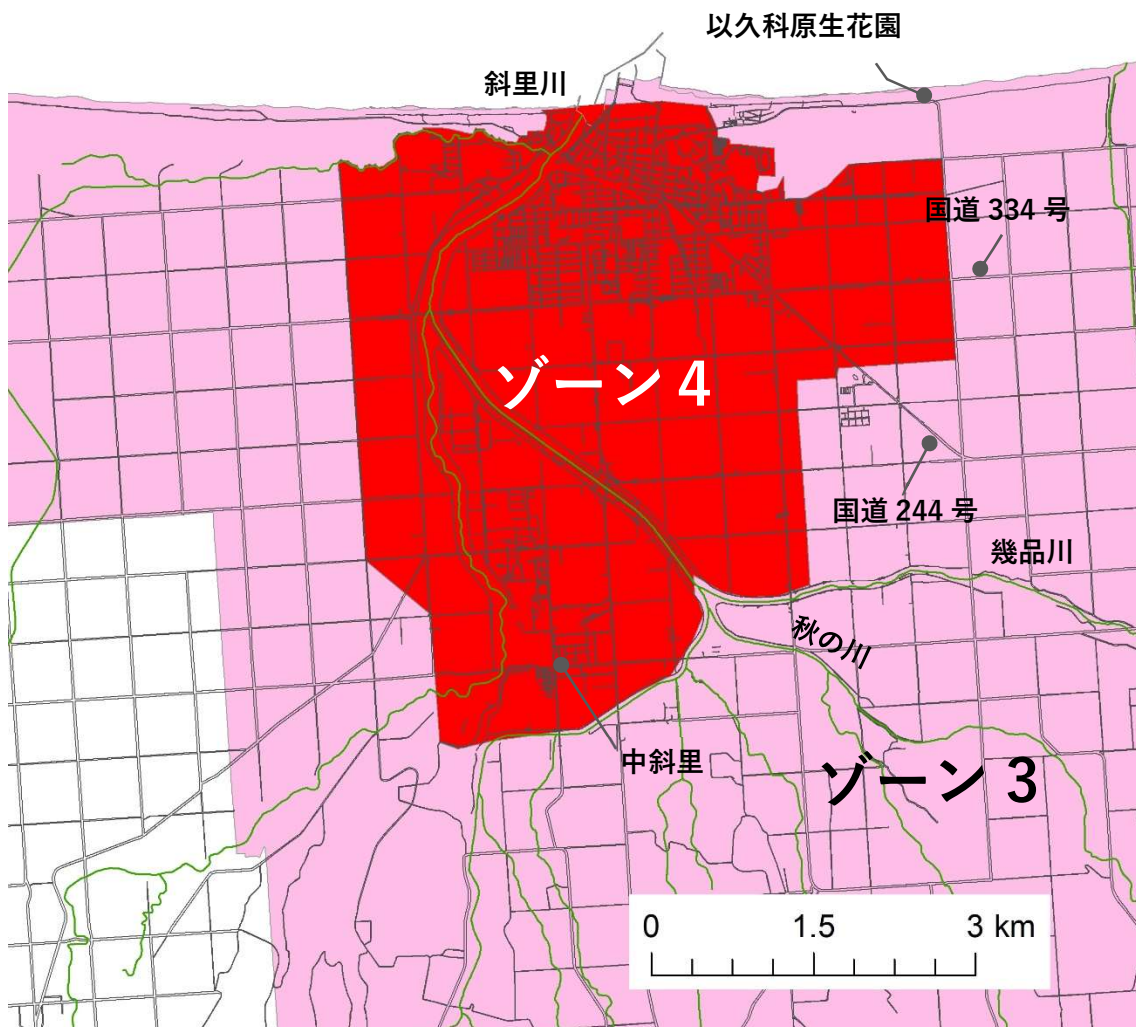 以久科原生花園
斜里川
国道 334 号
ゾーン 4
国道 244 号
幾品川
秋の川
中斜里
ゾーン 3
0 1.5 3 km